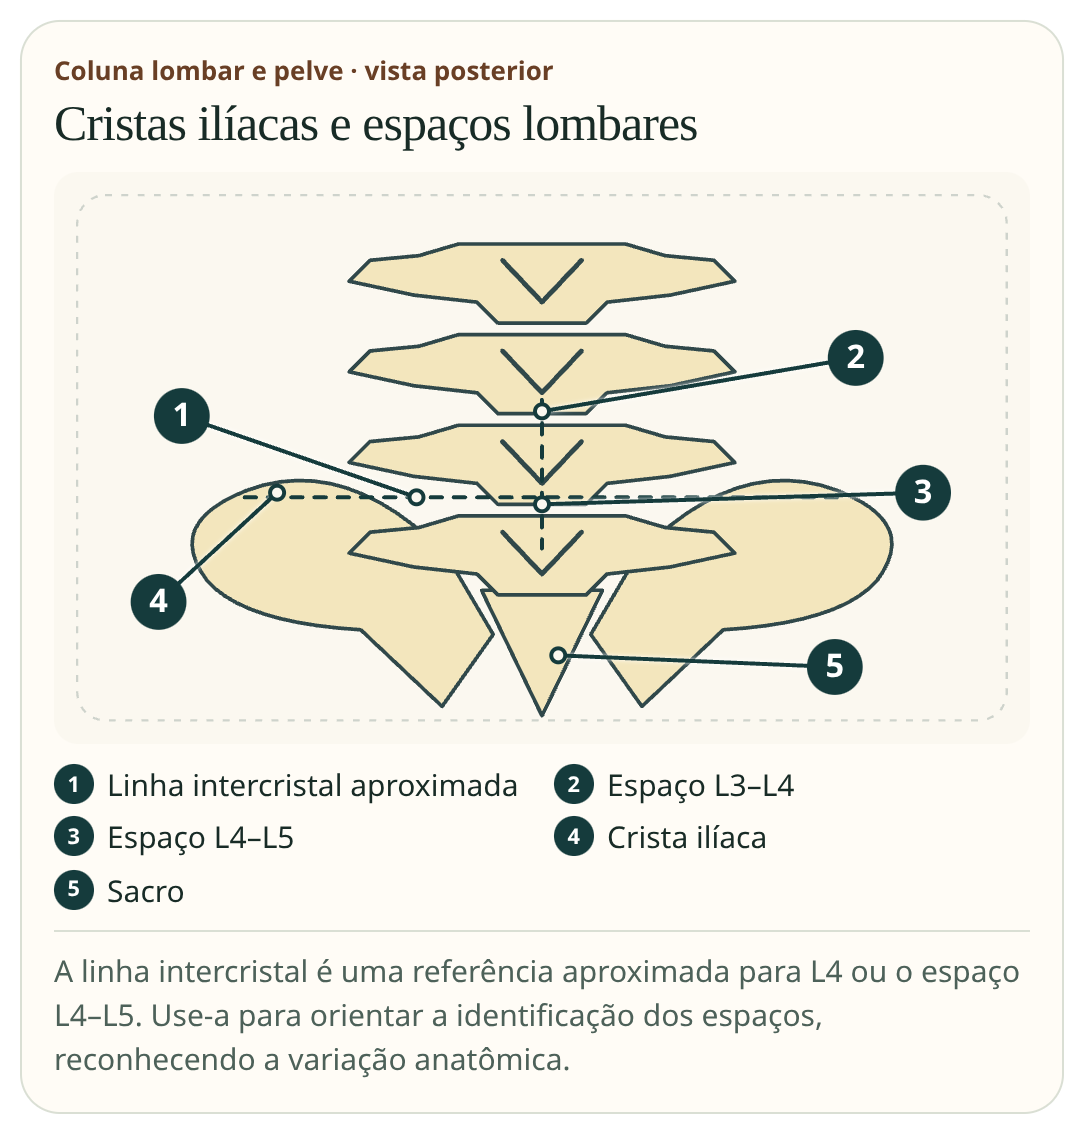 Coluna lombar e pelve · vista posterior
Cristas ilíacas e espaços lombares
2
1
3
4
5
1 Linha intercristal aproximada
2 Espaço L3–L4
3 Espaço L4–L5
4 Crista ilíaca
5 Sacro
A linha intercristal é uma referência aproximada para L4 ou o espaço
L4–L5. Use-a para orientar a identificação dos espaços,
reconhecendo a variação anatômica.